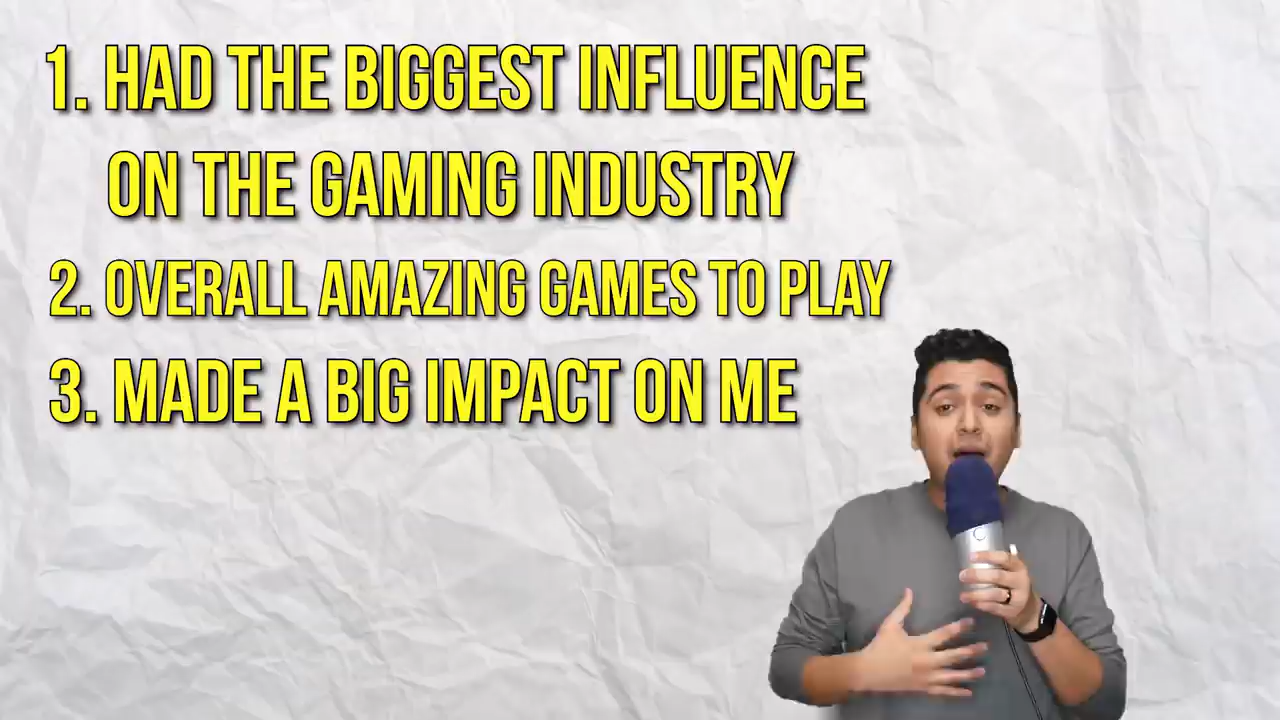 1. HAD THE BIGGEST INFLUENCE
ON THE GAMING INDUSTRY
2. OVERALL AMAZING GAMES TO PLAY
3. MADE A BIG IMPACT ON ME